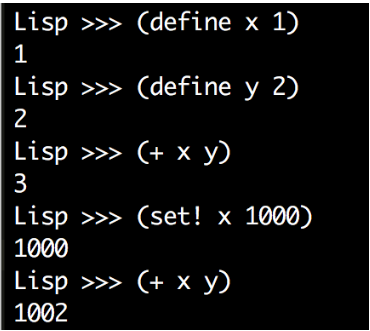 Lisp >>> (define x 1)
1
Lisp >>> (define y 2)
2
Lisp >>> (+ x y)
3
Lisp >>> (set! x 1000)
1000
Lisp >>> (+ x y)
1002